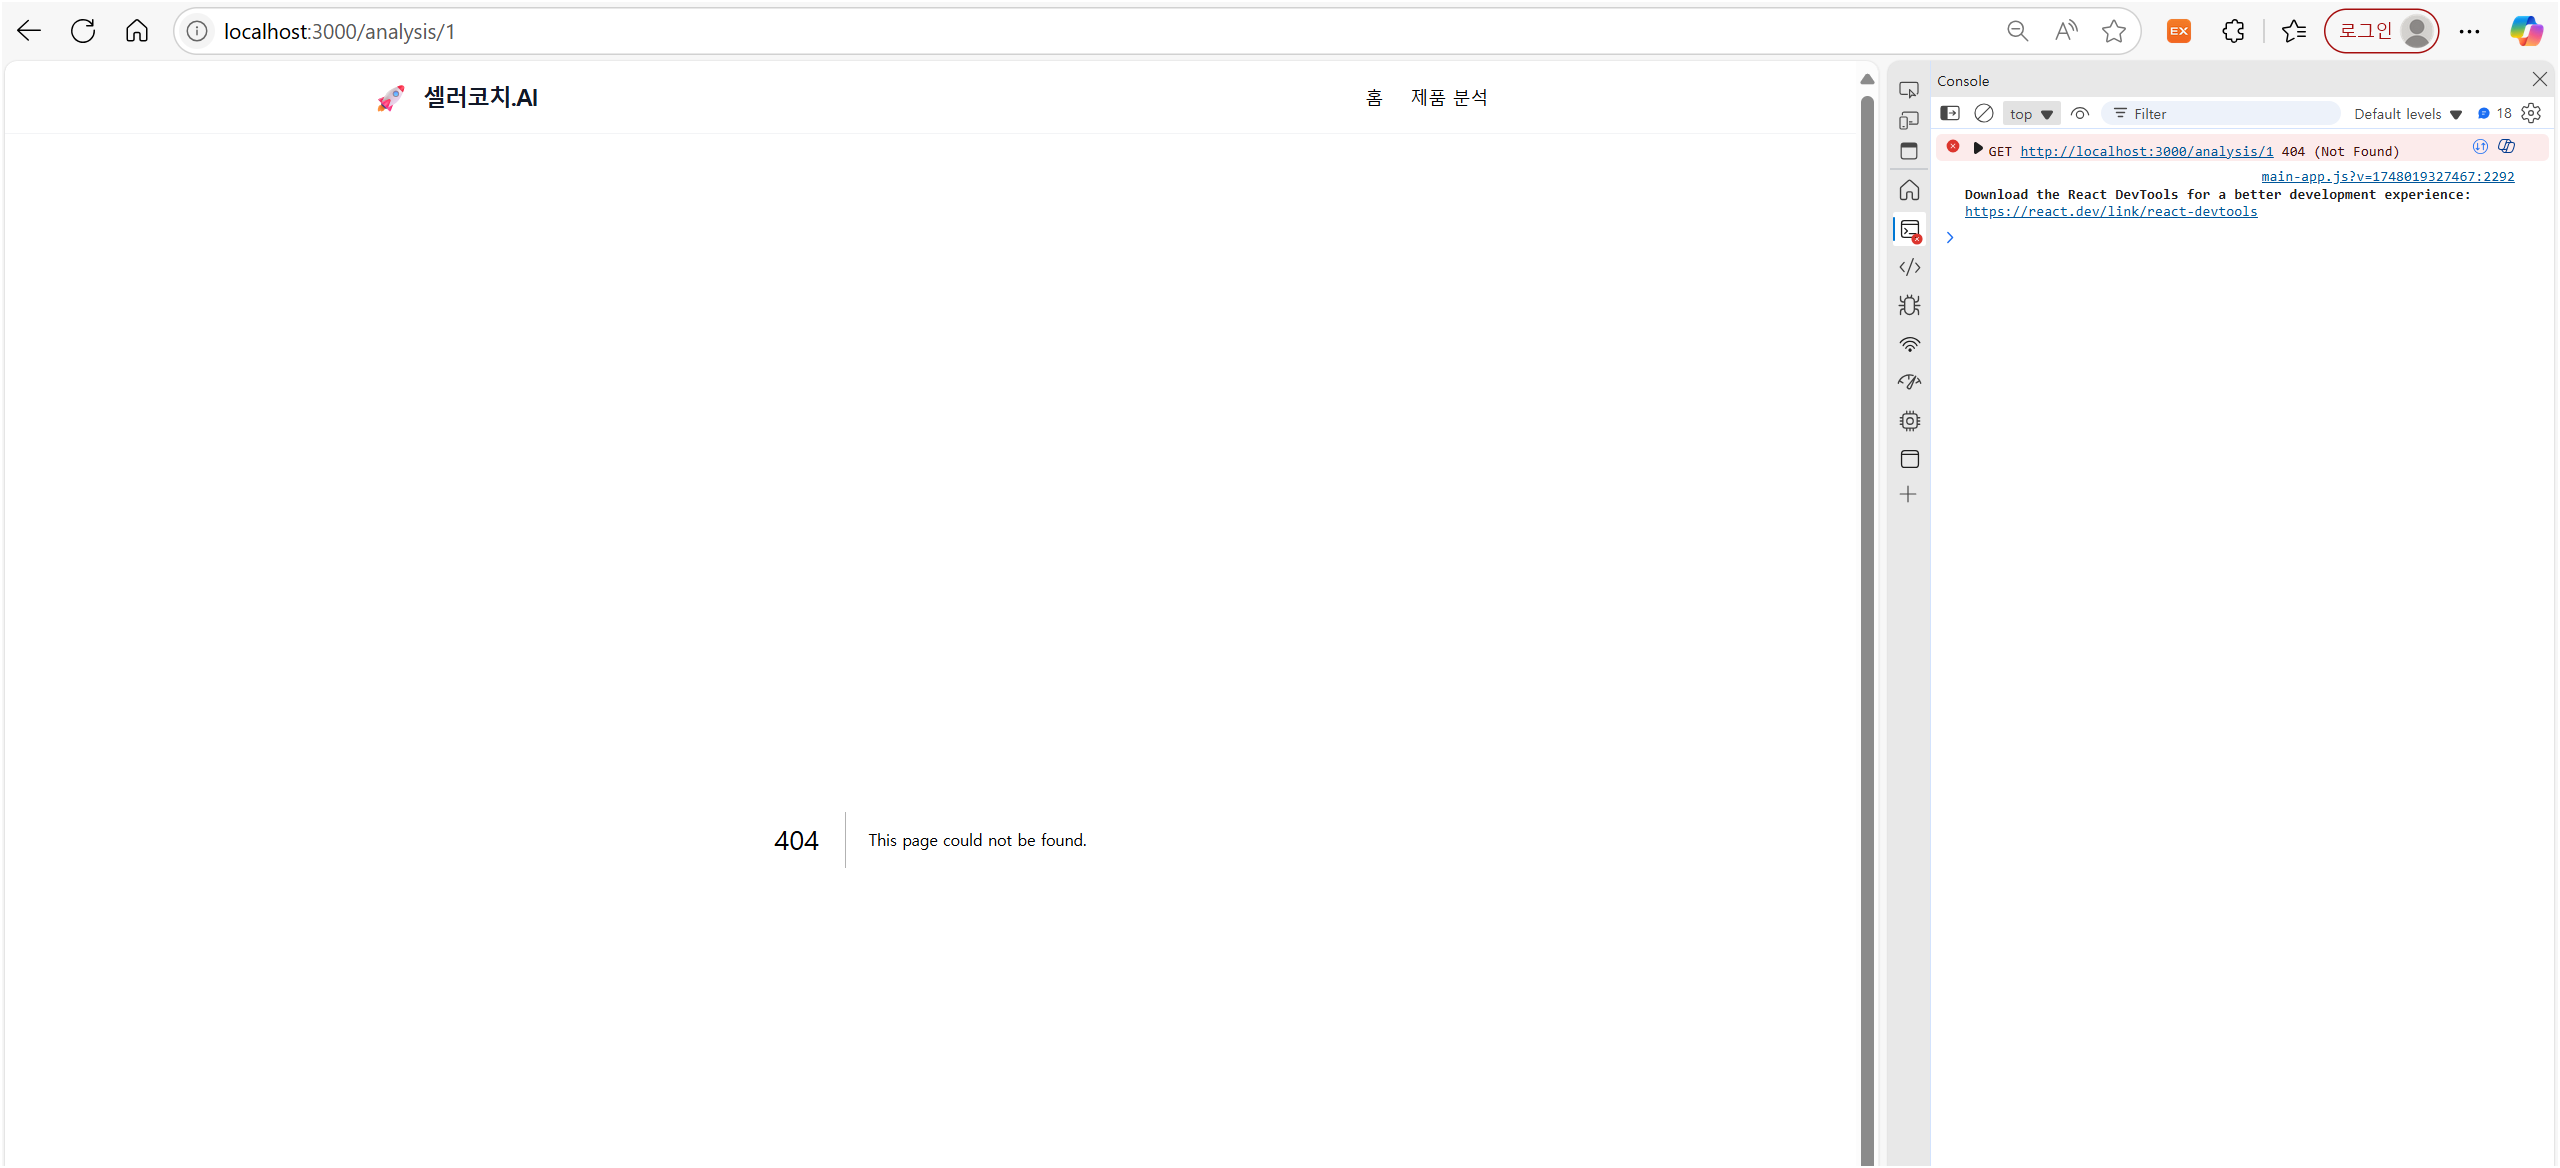 localhost:3000/analysis/1
EX
로그인
셀러코치.AI
홈 제품 분석
404 This page could not be found.
Console
top Filter Default levels 18
GET http://localhost:3000/analysis/1 404 (Not Found)
main-app.js?v=1748019327467:2292
Download the React DevTools for a better development experience:
https://react.dev/link/react-devtools